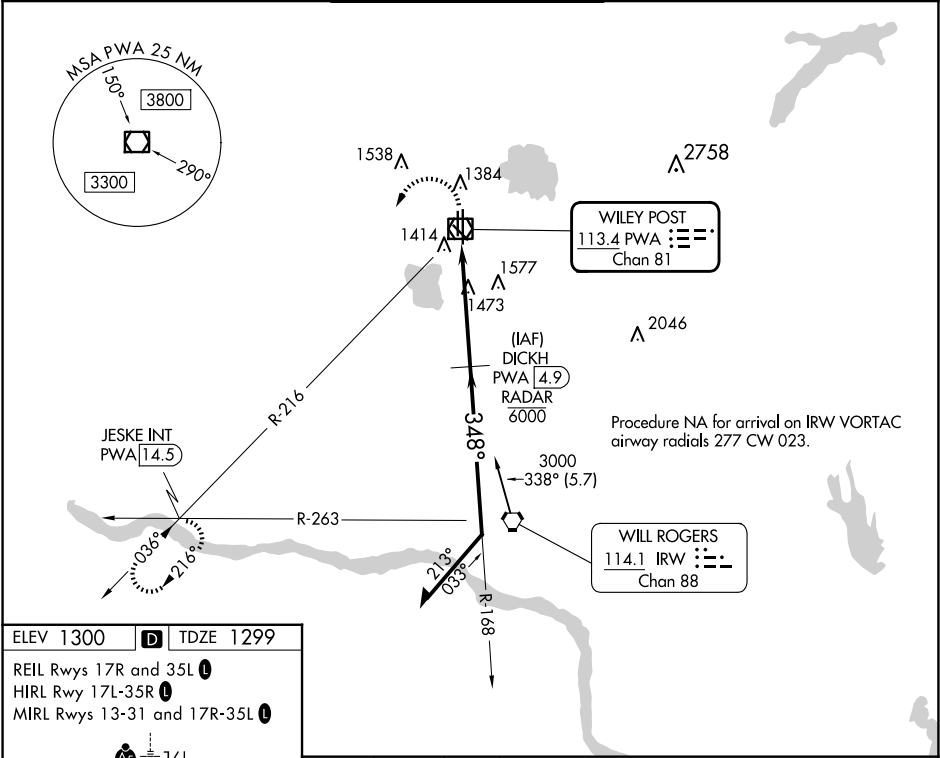 MSA PWA 25 NM
150°
3800
290°
3300
1538
1384
2758
1414
WILEY POST
113.4 PWA
Chan 81
1577
1473
2046
(IAF)
DICKH
PWA 4.9
RADAR
6000
R-216
348°
Procedure NA for arrival on IRW VORTAC
airway radials 277 CW 023.
JESKE INT
PWA 14.5
3000
338° (5.7)
R-263
WILL ROGERS
114.1 IRW
Chan 88
036°
216°
213°
033°
R-168
ELEV 1300 D TDZE 1299
REIL Rwys 17R and 35L L
HIRL Rwy 17L-35R L
MIRL Rwys 13-31 and 17R-35L L